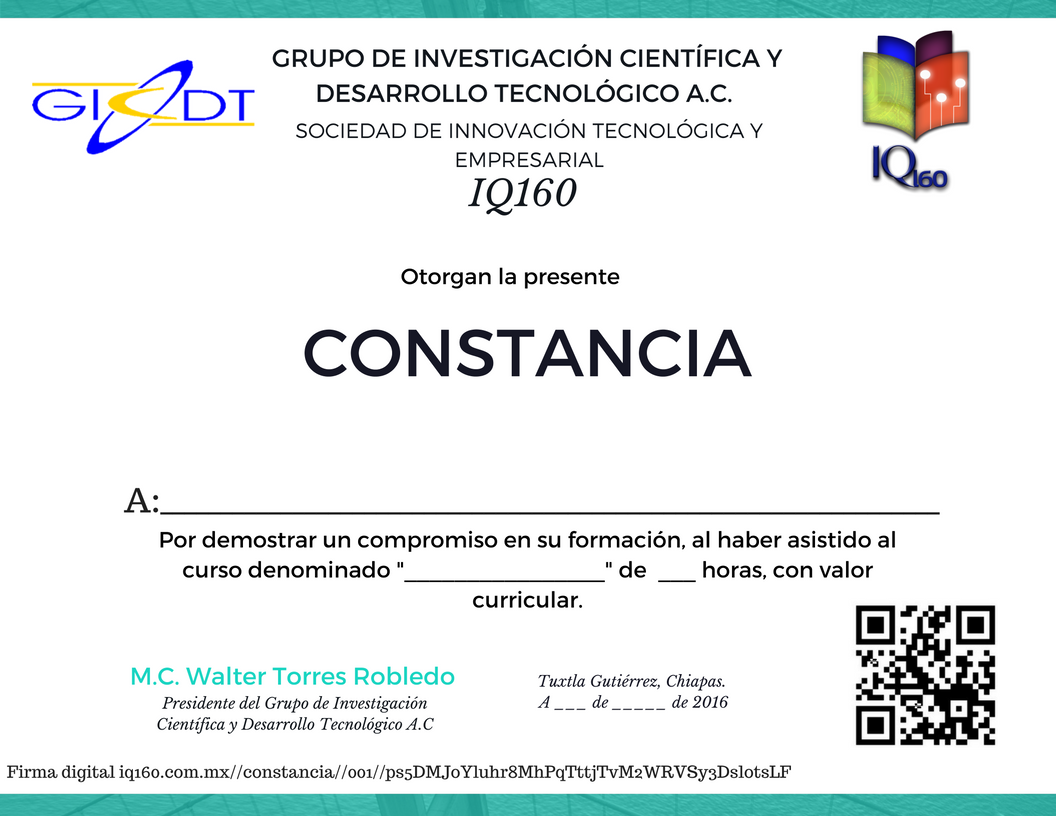 GICDT
GRUPO DE INVESTIGACIÓN CIENTÍFICA Y
DESARROLLO TECNOLÓGICO A.C.
SOCIEDAD DE INNOVACIÓN TECNOLÓGICA Y
EMPRESARIAL
IQ160
IQ160
Otorgan la presente
CONSTANCIA
A:_______________________________________
Por demostrar un compromiso en su formación, al haber asistido al
curso denominado "________________" de ___ horas, con valor
curricular.
M.C. Walter Torres Robledo
Presidente del Grupo de Investigación
Científica y Desarrollo Tecnológico A.C
Tuxtla Gutiérrez, Chiapas.
A ___ de _____ de 2016
Firma digital iq160.com.mx//constancia//001//ps5DMJoYluhr8MhPqTttjTvM2WRVSy3DslotsLF